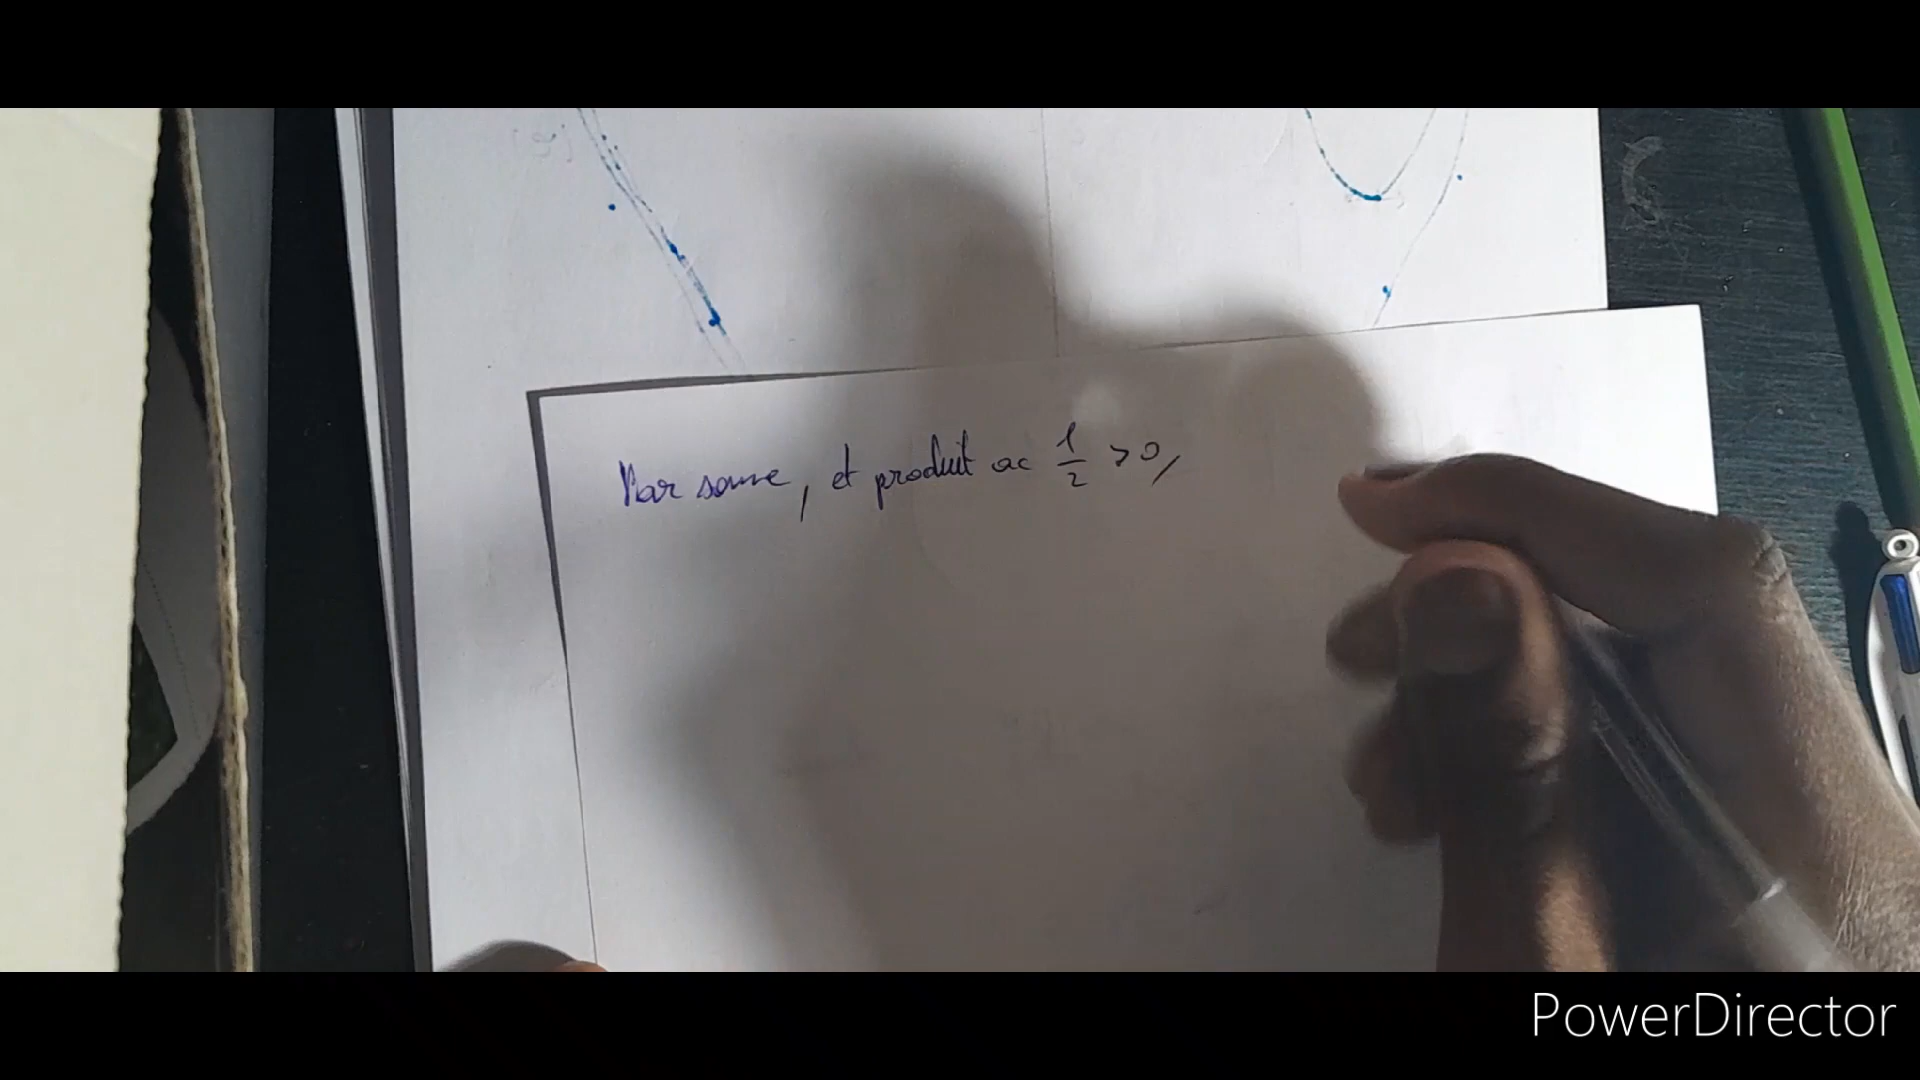 Par somme, et produit ac 1/2 > 0,
PowerDirector